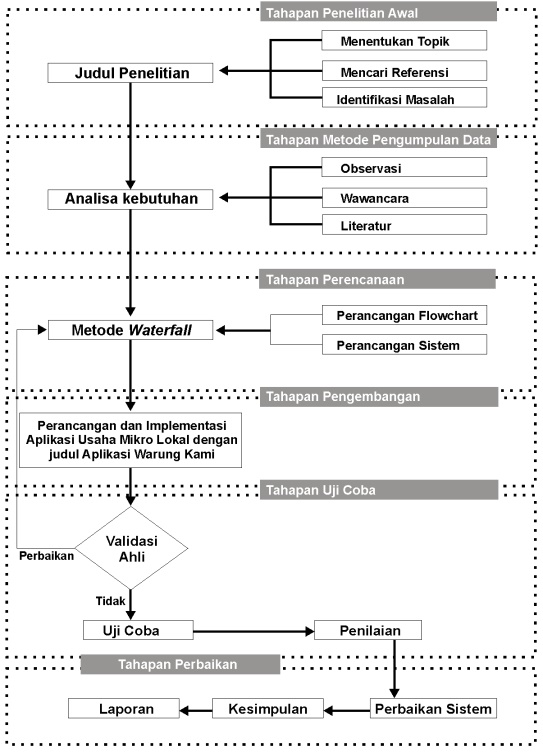 Tahapan Penelitian Awal
Menentukan Topik
Judul Penelitian
Mencari Referensi
Identifikasi Masalah
Tahapan Metode Pengumpulan Data
Observasi
Analisa kebutuhan
Wawancara
Literatur
Tahapan Perencanaan
Perancangan Flowchart
Metode Waterfall
Perancangan Sistem
Tahapan Pengembangan
Perancangan dan Implementasi
Aplikasi Usaha Mikro Lokal dengan
judul Aplikasi Warung Kami
Tahapan Uji Coba
Validasi
Ahli
Perbaikan
Tidak
Uji Coba
Penilaian
Tahapan Perbaikan
Laporan
Kesimpulan
Perbaikan Sistem